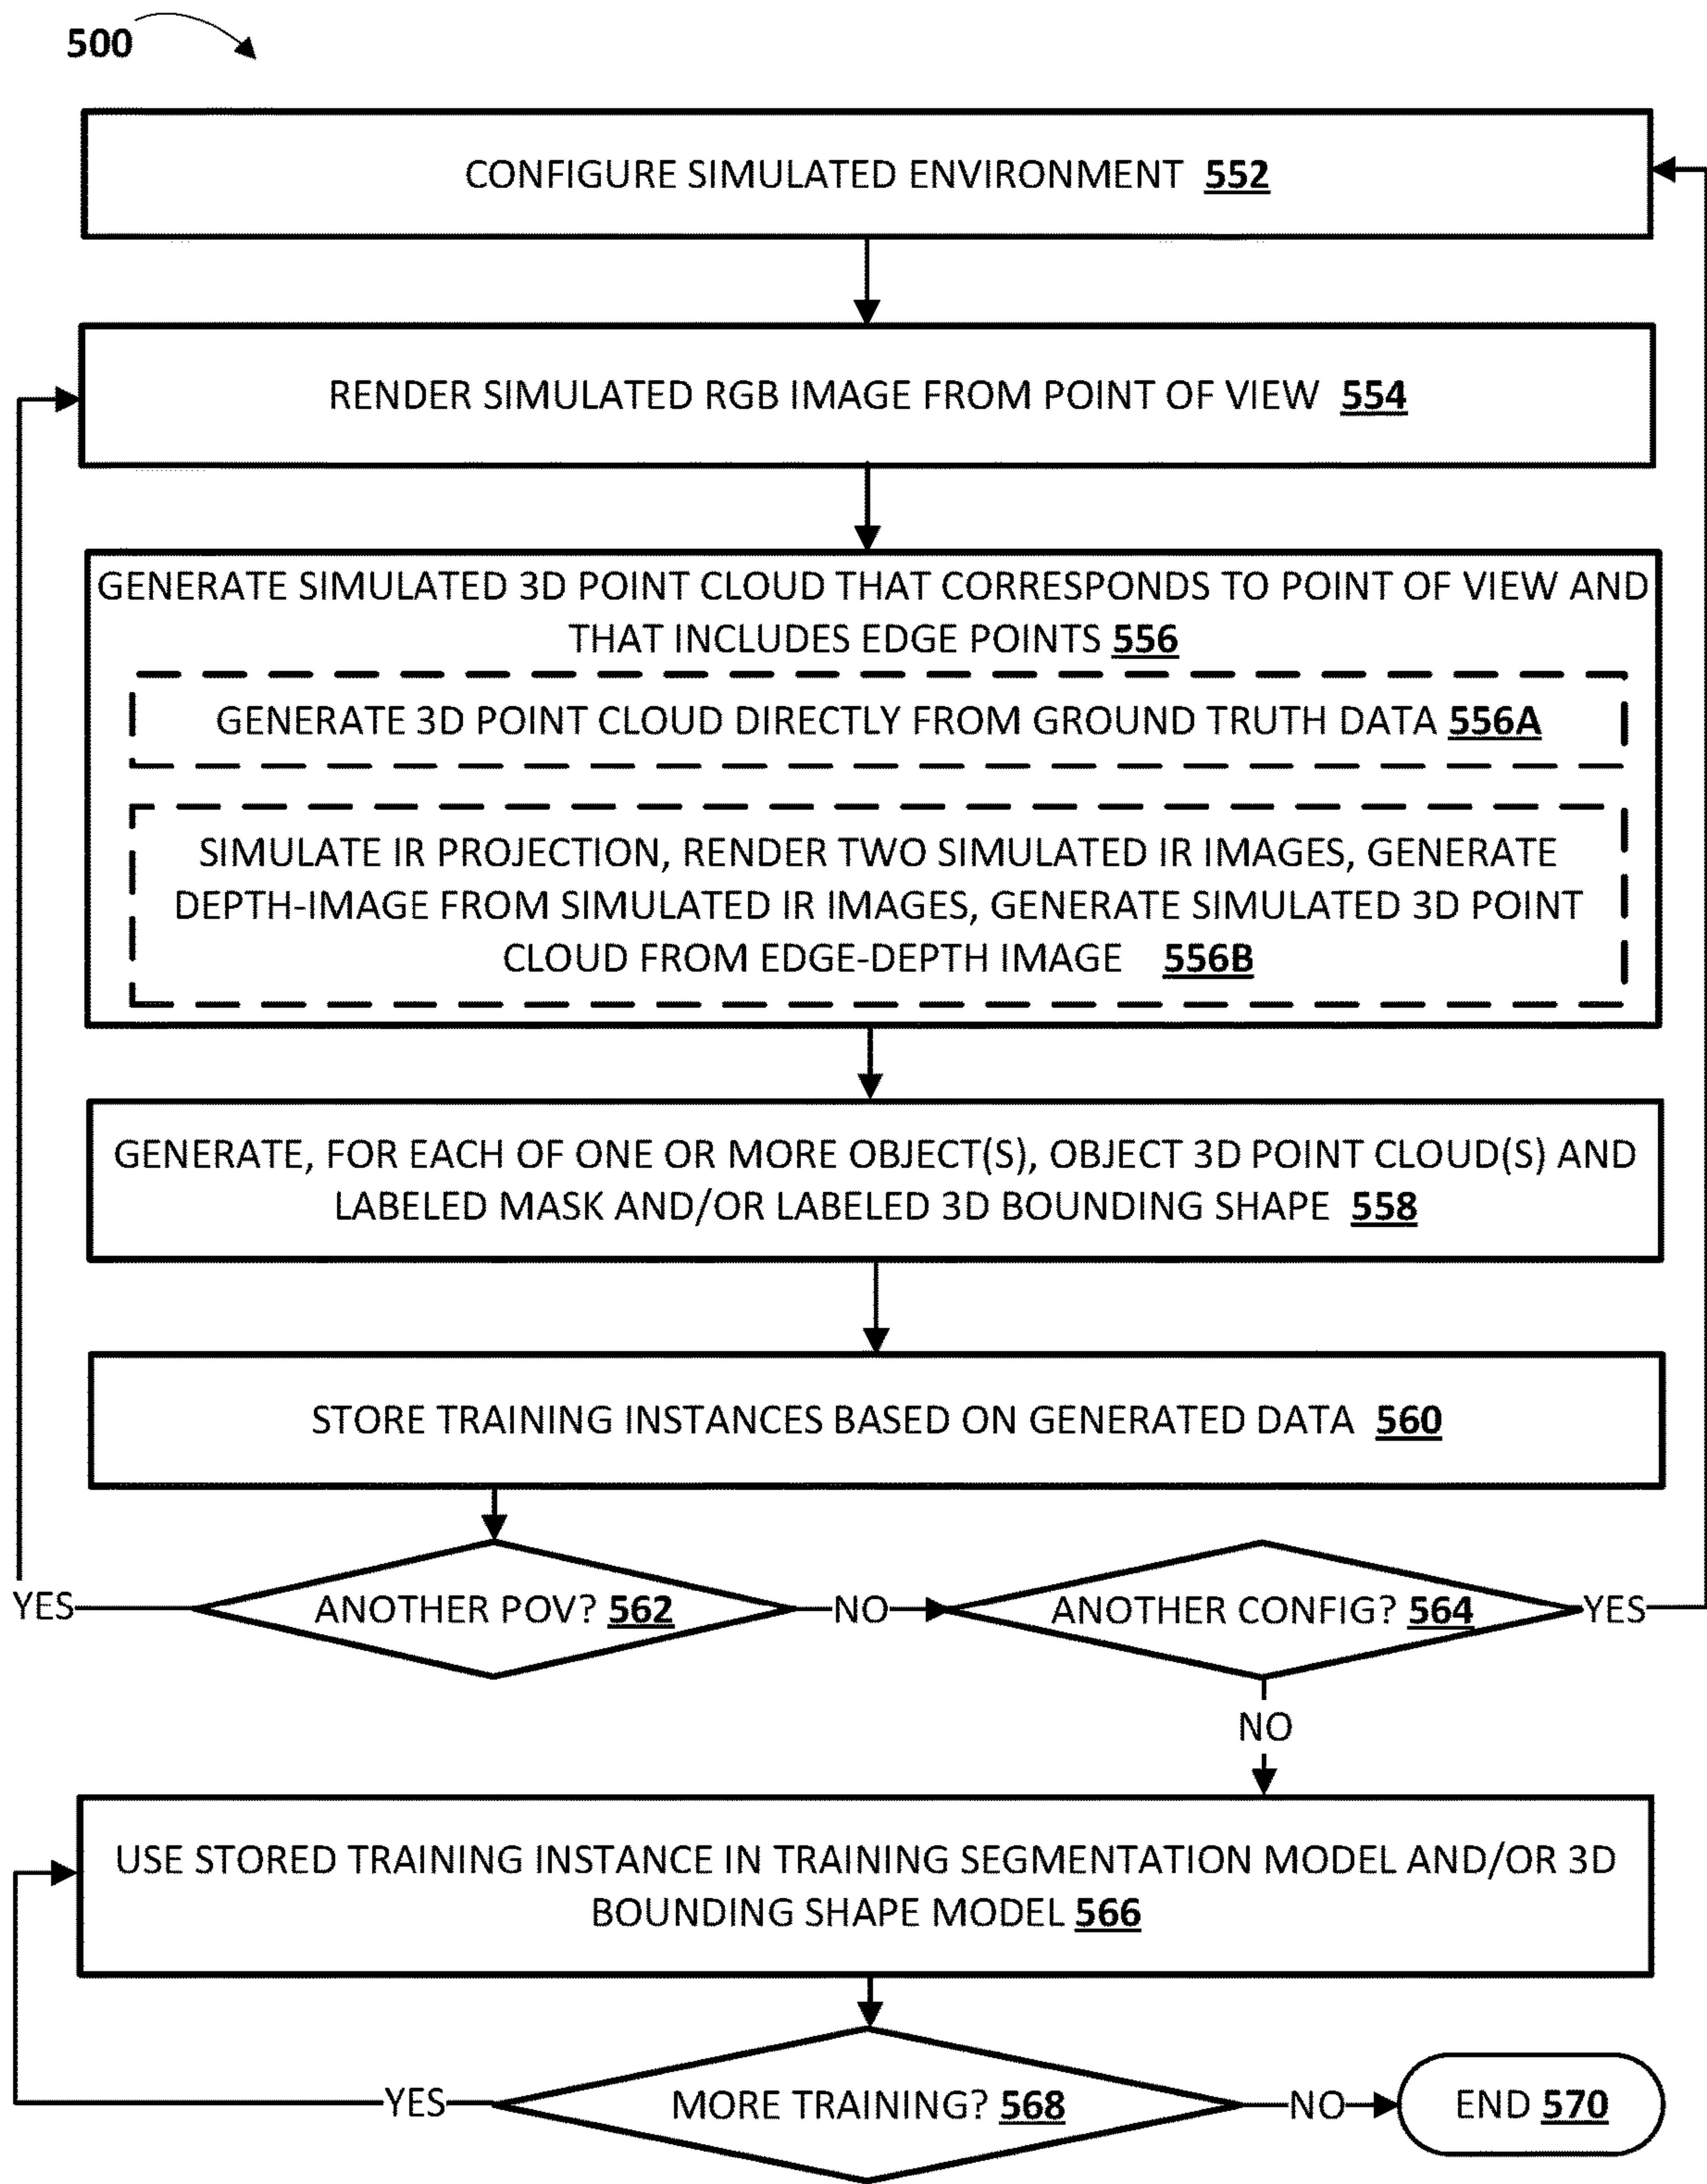 500
CONFIGURE SIMULATED ENVIRONMENT 552
RENDER SIMULATED RGB IMAGE FROM POINT OF VIEW 554
GENERATE SIMULATED 3D POINT CLOUD THAT CORRESPONDS TO POINT OF VIEW AND
THAT INCLUDES EDGE POINTS 556
GENERATE 3D POINT CLOUD DIRECTLY FROM GROUND TRUTH DATA 556A
SIMULATE IR PROJECTION, RENDER TWO SIMULATED IR IMAGES, GENERATE
DEPTH-IMAGE FROM SIMULATED IR IMAGES, GENERATE SIMULATED 3D POINT
CLOUD FROM EDGE-DEPTH IMAGE 556B
GENERATE, FOR EACH OF ONE OR MORE OBJECT(S), OBJECT 3D POINT CLOUD(S) AND
LABELED MASK AND/OR LABELED 3D BOUNDING SHAPE 558
STORE TRAINING INSTANCES BASED ON GENERATED DATA 560
YES
ANOTHER POV? 562
NO
ANOTHER CONFIG? 564
YES
NO
USE STORED TRAINING INSTANCE IN TRAINING SEGMENTATION MODEL AND/OR 3D
BOUNDING SHAPE MODEL 566
YES
MORE TRAINING? 568
NO
END 570